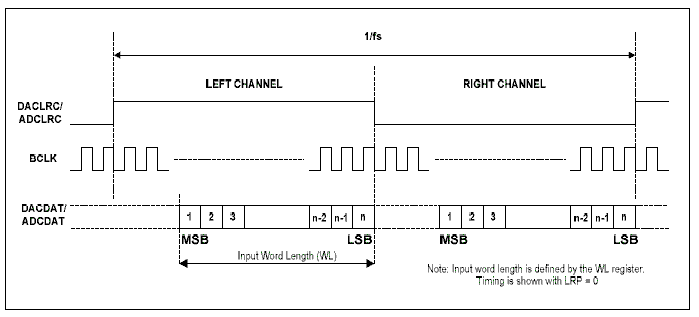 1/fs
LEFT CHANNEL
RIGHT CHANNEL
DACLRC/
ADCLRC
BCLK
DACDAT/
ADCDAT
1 2 3 n-2 n-1 n 1 2 3 n-2 n-1 n
MSB LSB MSB LSB
Input Word Length (WL)
Note: Input word length is defined by the WL register.
Timing is shown with LRP = 0